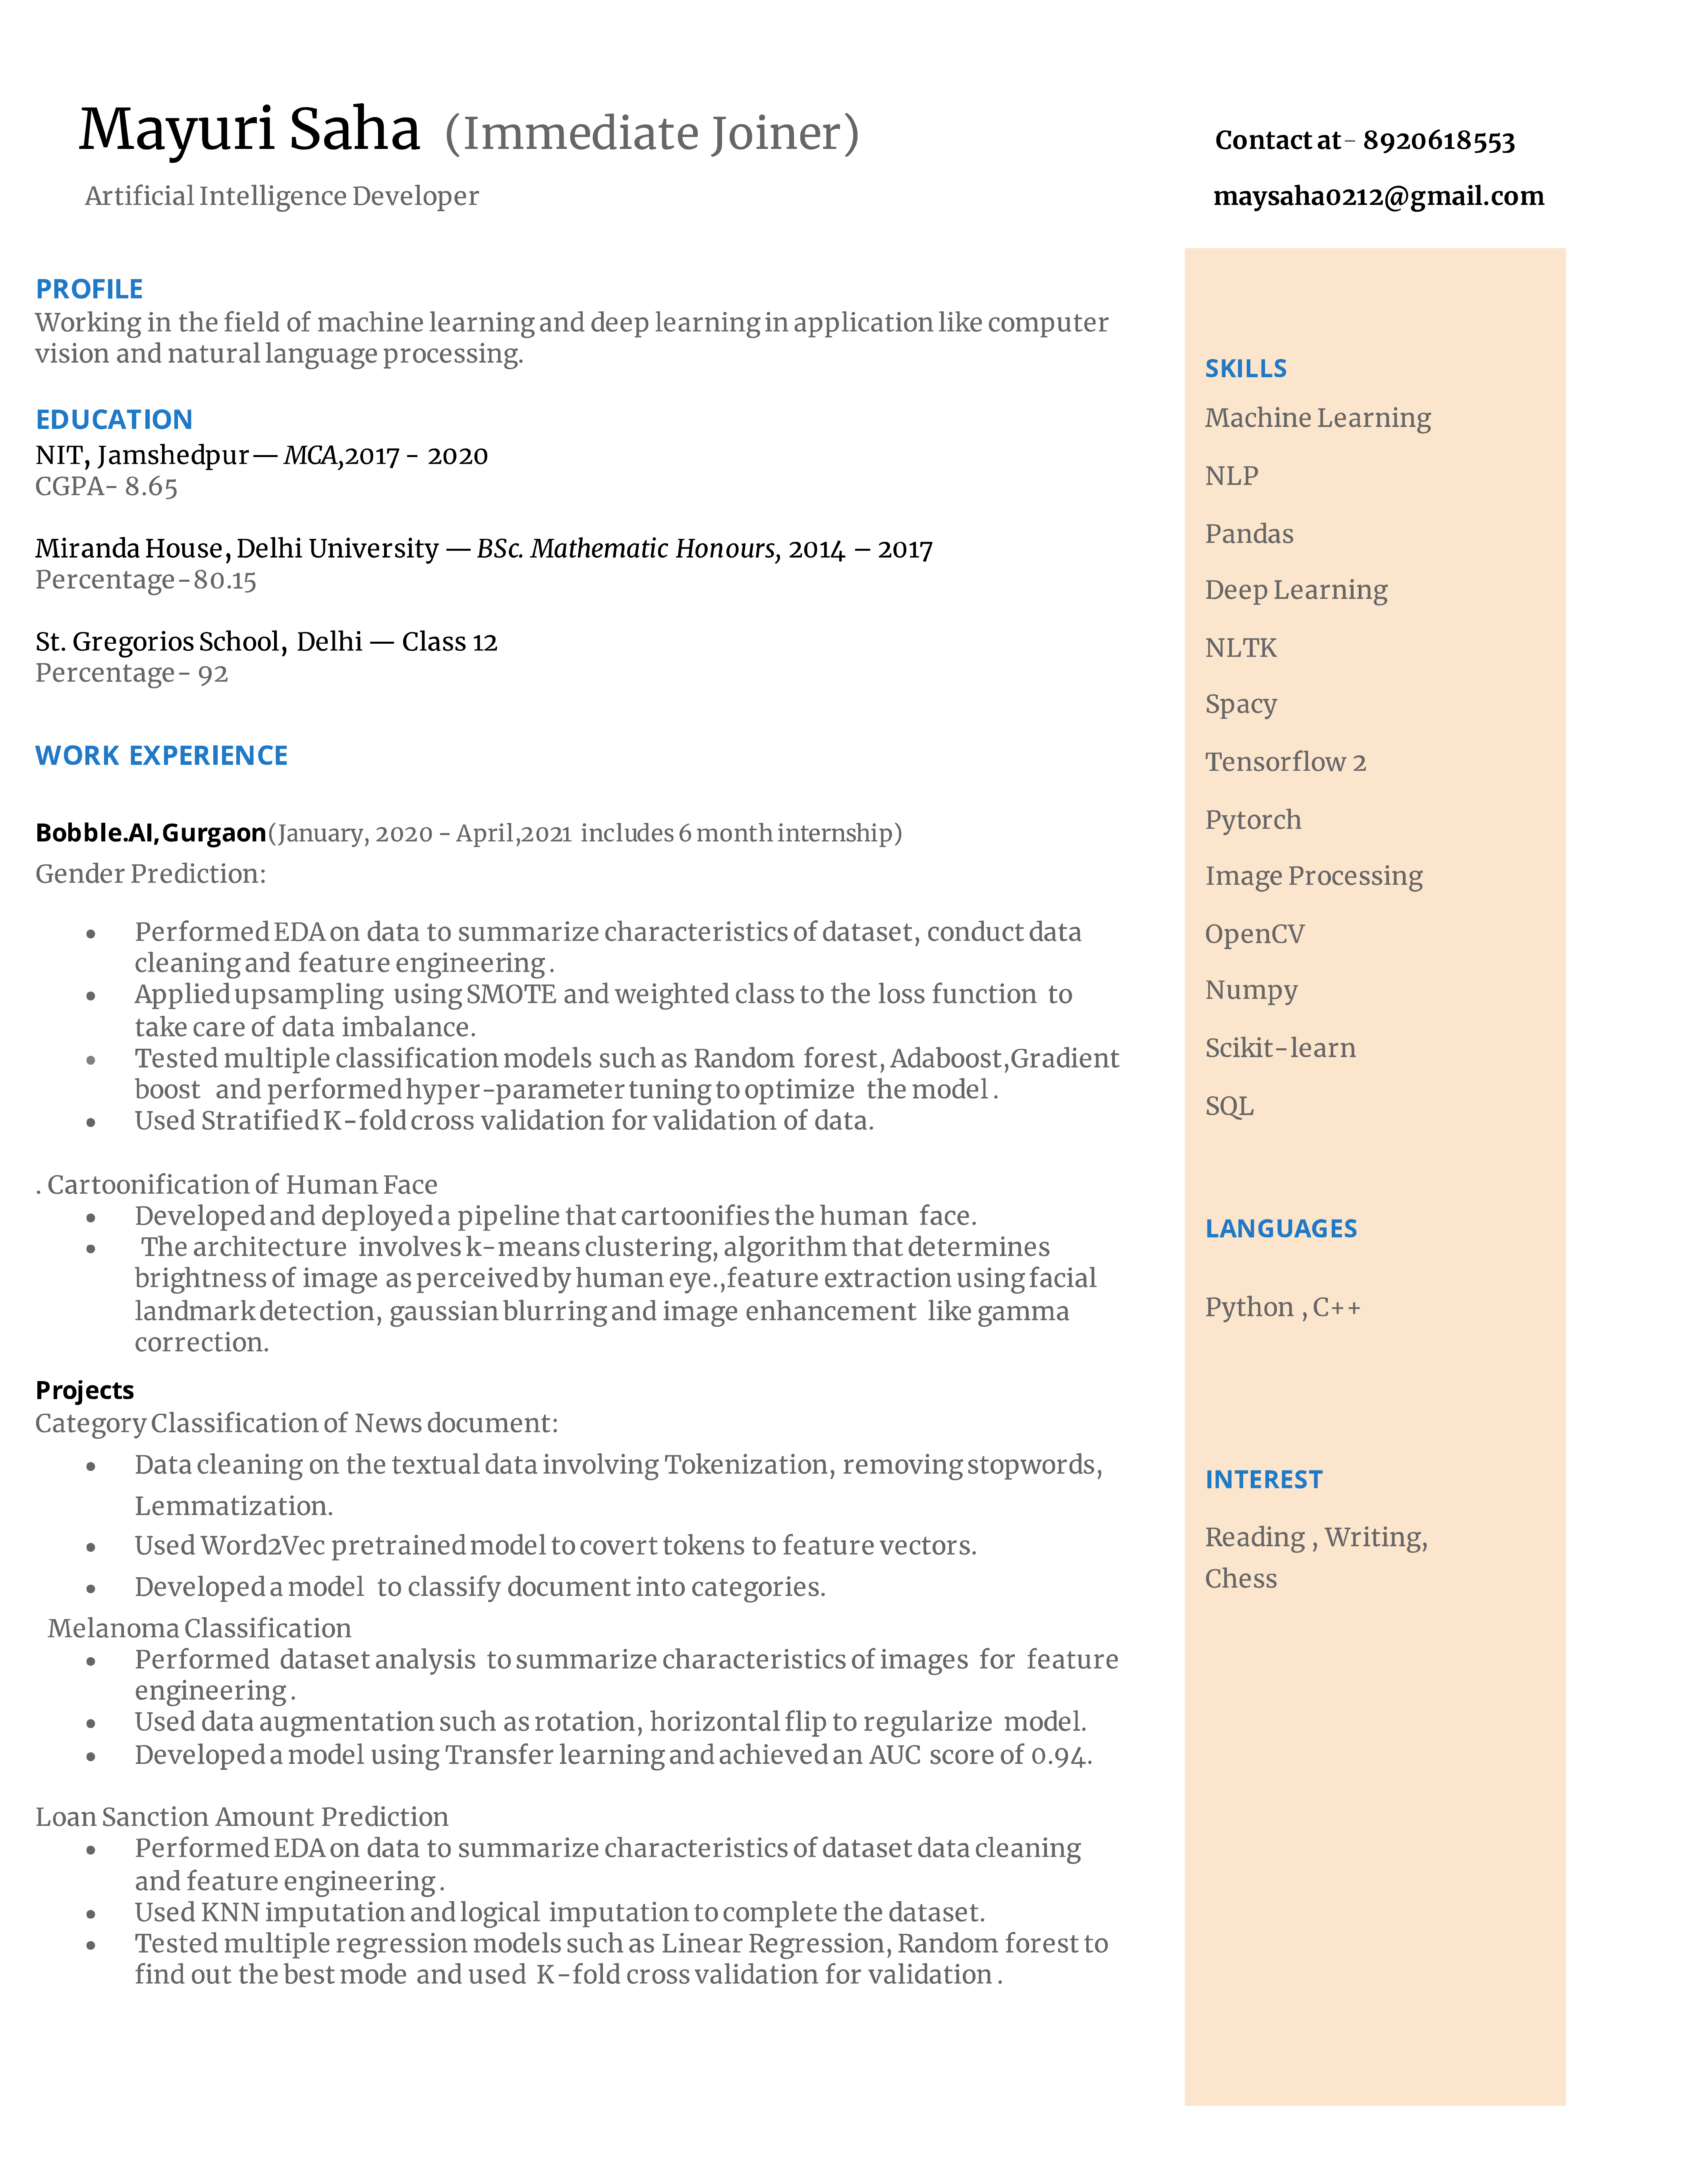 Mayuri Saha (Immediate Joiner)
Artificial Intelligence Developer
Contact at - 8920618553
maysaha0212@gmail.com
PROFILE
Working in the field of machine learning and deep learning in application like computer
vision and natural language processing.
EDUCATION
NIT, Jamshedpur — MCA,2017 - 2020
CGPA- 8.65
Miranda House, Delhi University — BSc. Mathematic Honours, 2014 – 2017
Percentage-80.15
St. Gregorios School, Delhi — Class 12
Percentage- 92
WORK EXPERIENCE
Bobble.AI,Gurgaon(January, 2020 - April,2021 includes 6 month internship)
Gender Prediction:
• Performed EDA on data to summarize characteristics of dataset, conduct data
cleaning and feature engineering .
• Applied upsampling using SMOTE and weighted class to the loss function to
take care of data imbalance.
• Tested multiple classification models such as Random forest, Adaboost,Gradient
boost and performed hyper-parameter tuning to optimize the model .
• Used Stratified K-fold cross validation for validation of data.
. Cartoonification of Human Face
• Developed and deployed a pipeline that cartoonifies the human face.
• The architecture involves k-means clustering, algorithm that determines
brightness of image as perceived by human eye.,feature extraction using facial
landmark detection, gaussian blurring and image enhancement like gamma
correction.
Projects
Category Classification of News document:
• Data cleaning on the textual data involving Tokenization, removing stopwords,
Lemmatization.
• Used Word2Vec pretrained model to covert tokens to feature vectors.
• Developed a model to classify document into categories.
Melanoma Classification
• Performed dataset analysis to summarize characteristics of images for feature
engineering .
• Used data augmentation such as rotation, horizontal flip to regularize model.
• Developed a model using Transfer learning and achieved an AUC score of 0.94.
Loan Sanction Amount Prediction
• Performed EDA on data to summarize characteristics of dataset data cleaning
and feature engineering .
• Used KNN imputation and logical imputation to complete the dataset.
• Tested multiple regression models such as Linear Regression, Random forest to
find out the best mode and used K-fold cross validation for validation .
SKILLS
Machine Learning
NLP
Pandas
Deep Learning
NLTK
Spacy
Tensorflow 2
Pytorch
Image Processing
OpenCV
Numpy
Scikit-learn
SQL
LANGUAGES
Python , C++
INTEREST
Reading , Writing,
Chess